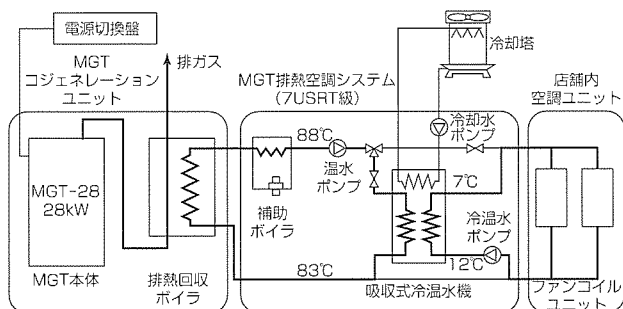 電源切換盤
MGT
コジェネレーション
ユニット
排ガス
MGT排熱空調システム
(7USRT級)
冷却塔
店舗内
空調ユニット
冷却水
ポンプ
88℃
温水
ポンプ
7℃
MGT-28
28kW
補助
ボイラ
冷温水
ポンプ
83℃
12℃
MGT本体
排熱回収
ボイラ
吸収式冷温水機
ファンコイル
ユニット